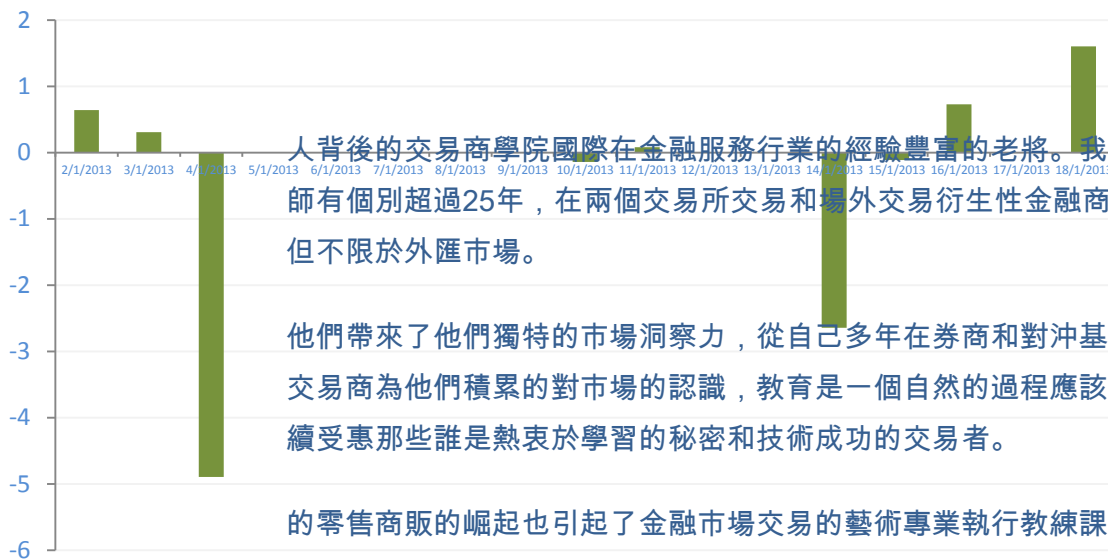 2
1
0
-1
-2
-3
-4
-5
-6
2/1/2013 3/1/2013 4/1/2013 5/1/2013 6/1/2013 7/1/2013 8/1/2013 9/1/2013 10/1/2013 11/1/2013 12/1/2013 13/1/2013 14/1/2013 15/1/2013 16/1/2013 17/1/2013 18/1/2013
人背後的交易商學院國際在金融服務行業的經驗豐富的老將。我
師有個別超過25年，在兩個交易所交易和場外交易衍生性金融商
但不限於外匯市場。
他們帶來了他們獨特的市場洞察力，從自己多年在券商和對沖基
交易商為他們積累的對市場的認識，教育是一個自然的過程應該
續受惠那些誰是熱衷於學習的秘密和技術成功的交易者。
的零售商販的崛起也引起了金融市場交易的藝術專業執行教練課